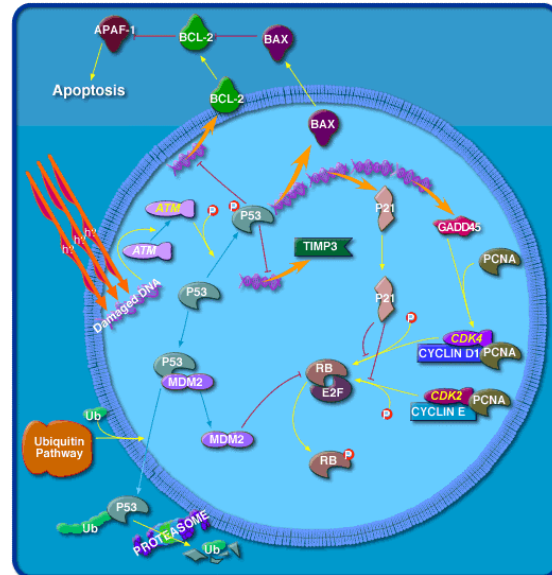 APAF-1
BCL-2
BAX
Apoptosis
BCL-2
BAX
ATM
P
P
P53
P21
GADD45
ATM
TIMP3
PCNA
hν
hν
hν
Damaged DNA
P53
P21
P
CDK4
CYCLIN D1
PCNA
P53
MDM2
RB
E2F
CDK2
CYCLIN E
PCNA
P
Ub
MDM2
Ubiquitin
Pathway
RB
P
P53
Ub
PROTEASOME
Ub